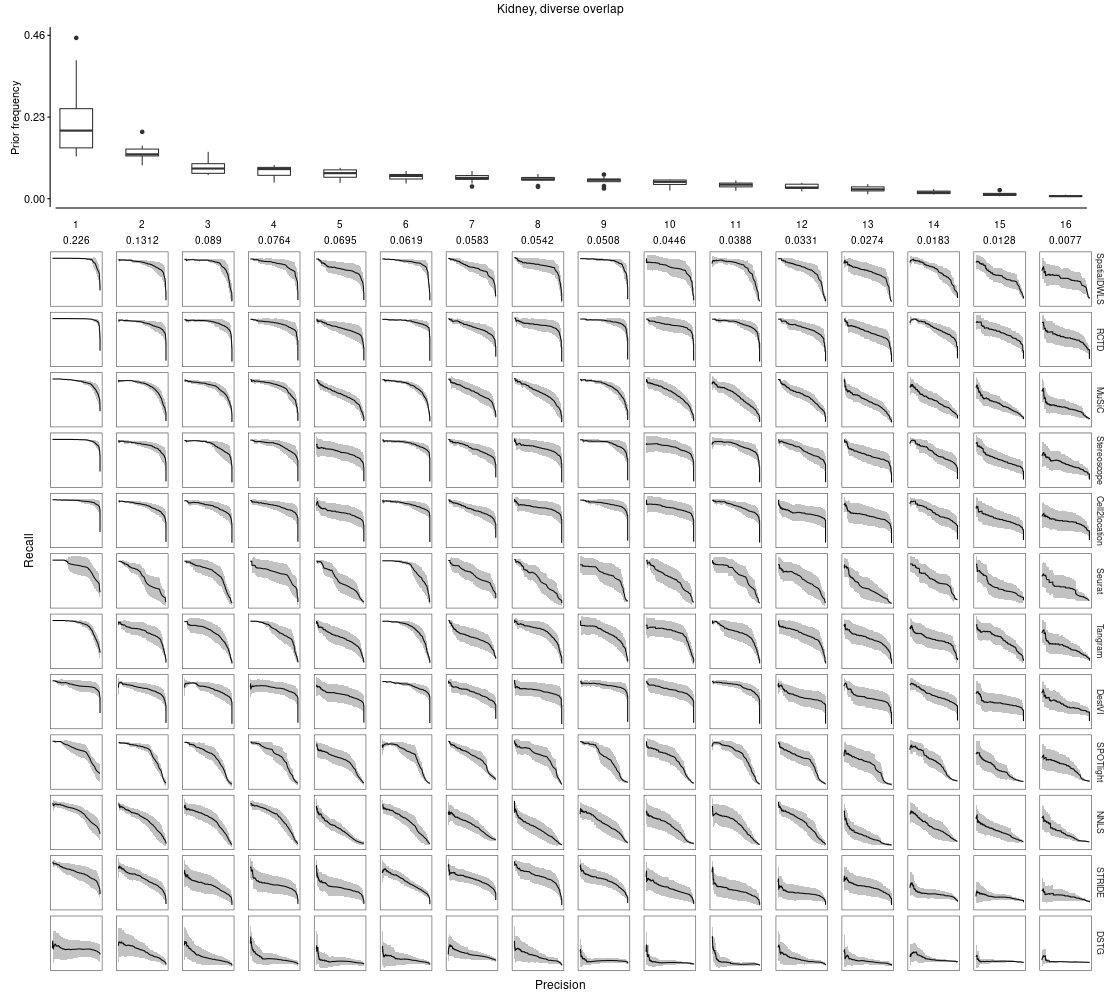 Kidney, diverse overlap
Prior frequency
0.46
0.23
0.00
1 2 3 4 5 6 7 8 9 10 11 12 13 14 15 16
0.226 0.1312 0.089 0.0764 0.0695 0.0619 0.0583 0.0542 0.0508 0.0446 0.0388 0.0331 0.0274 0.0183 0.0128 0.0077
Recall
SpatialDWLS
RCTD
MuSiC
Stereoscope
Cell2location
Seurat
Tangram
DestVI
SPOTlight
NNLS
STRIDE
DSTG
Precision